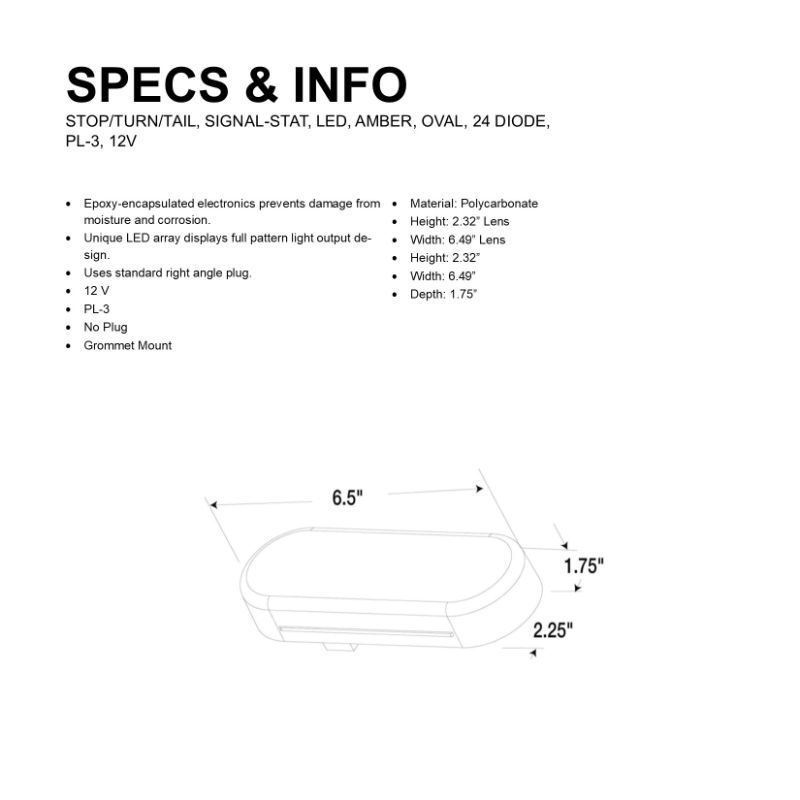 SPECS & INFO
STOP/TURN/TAIL, SIGNAL-STAT, LED, AMBER, OVAL, 24 DIODE,
PL-3, 12V
• Epoxy-encapsulated electronics prevents damage from
moisture and corrosion.
• Unique LED array displays full pattern light output de-
sign.
• Uses standard right angle plug.
• 12 V
• PL-3
• No Plug
• Grommet Mount
• Material: Polycarbonate
• Height: 2.32” Lens
• Width: 6.49” Lens
• Height: 2.32”
• Width: 6.49”
• Depth: 1.75”
6.5"
1.75"
2.25"